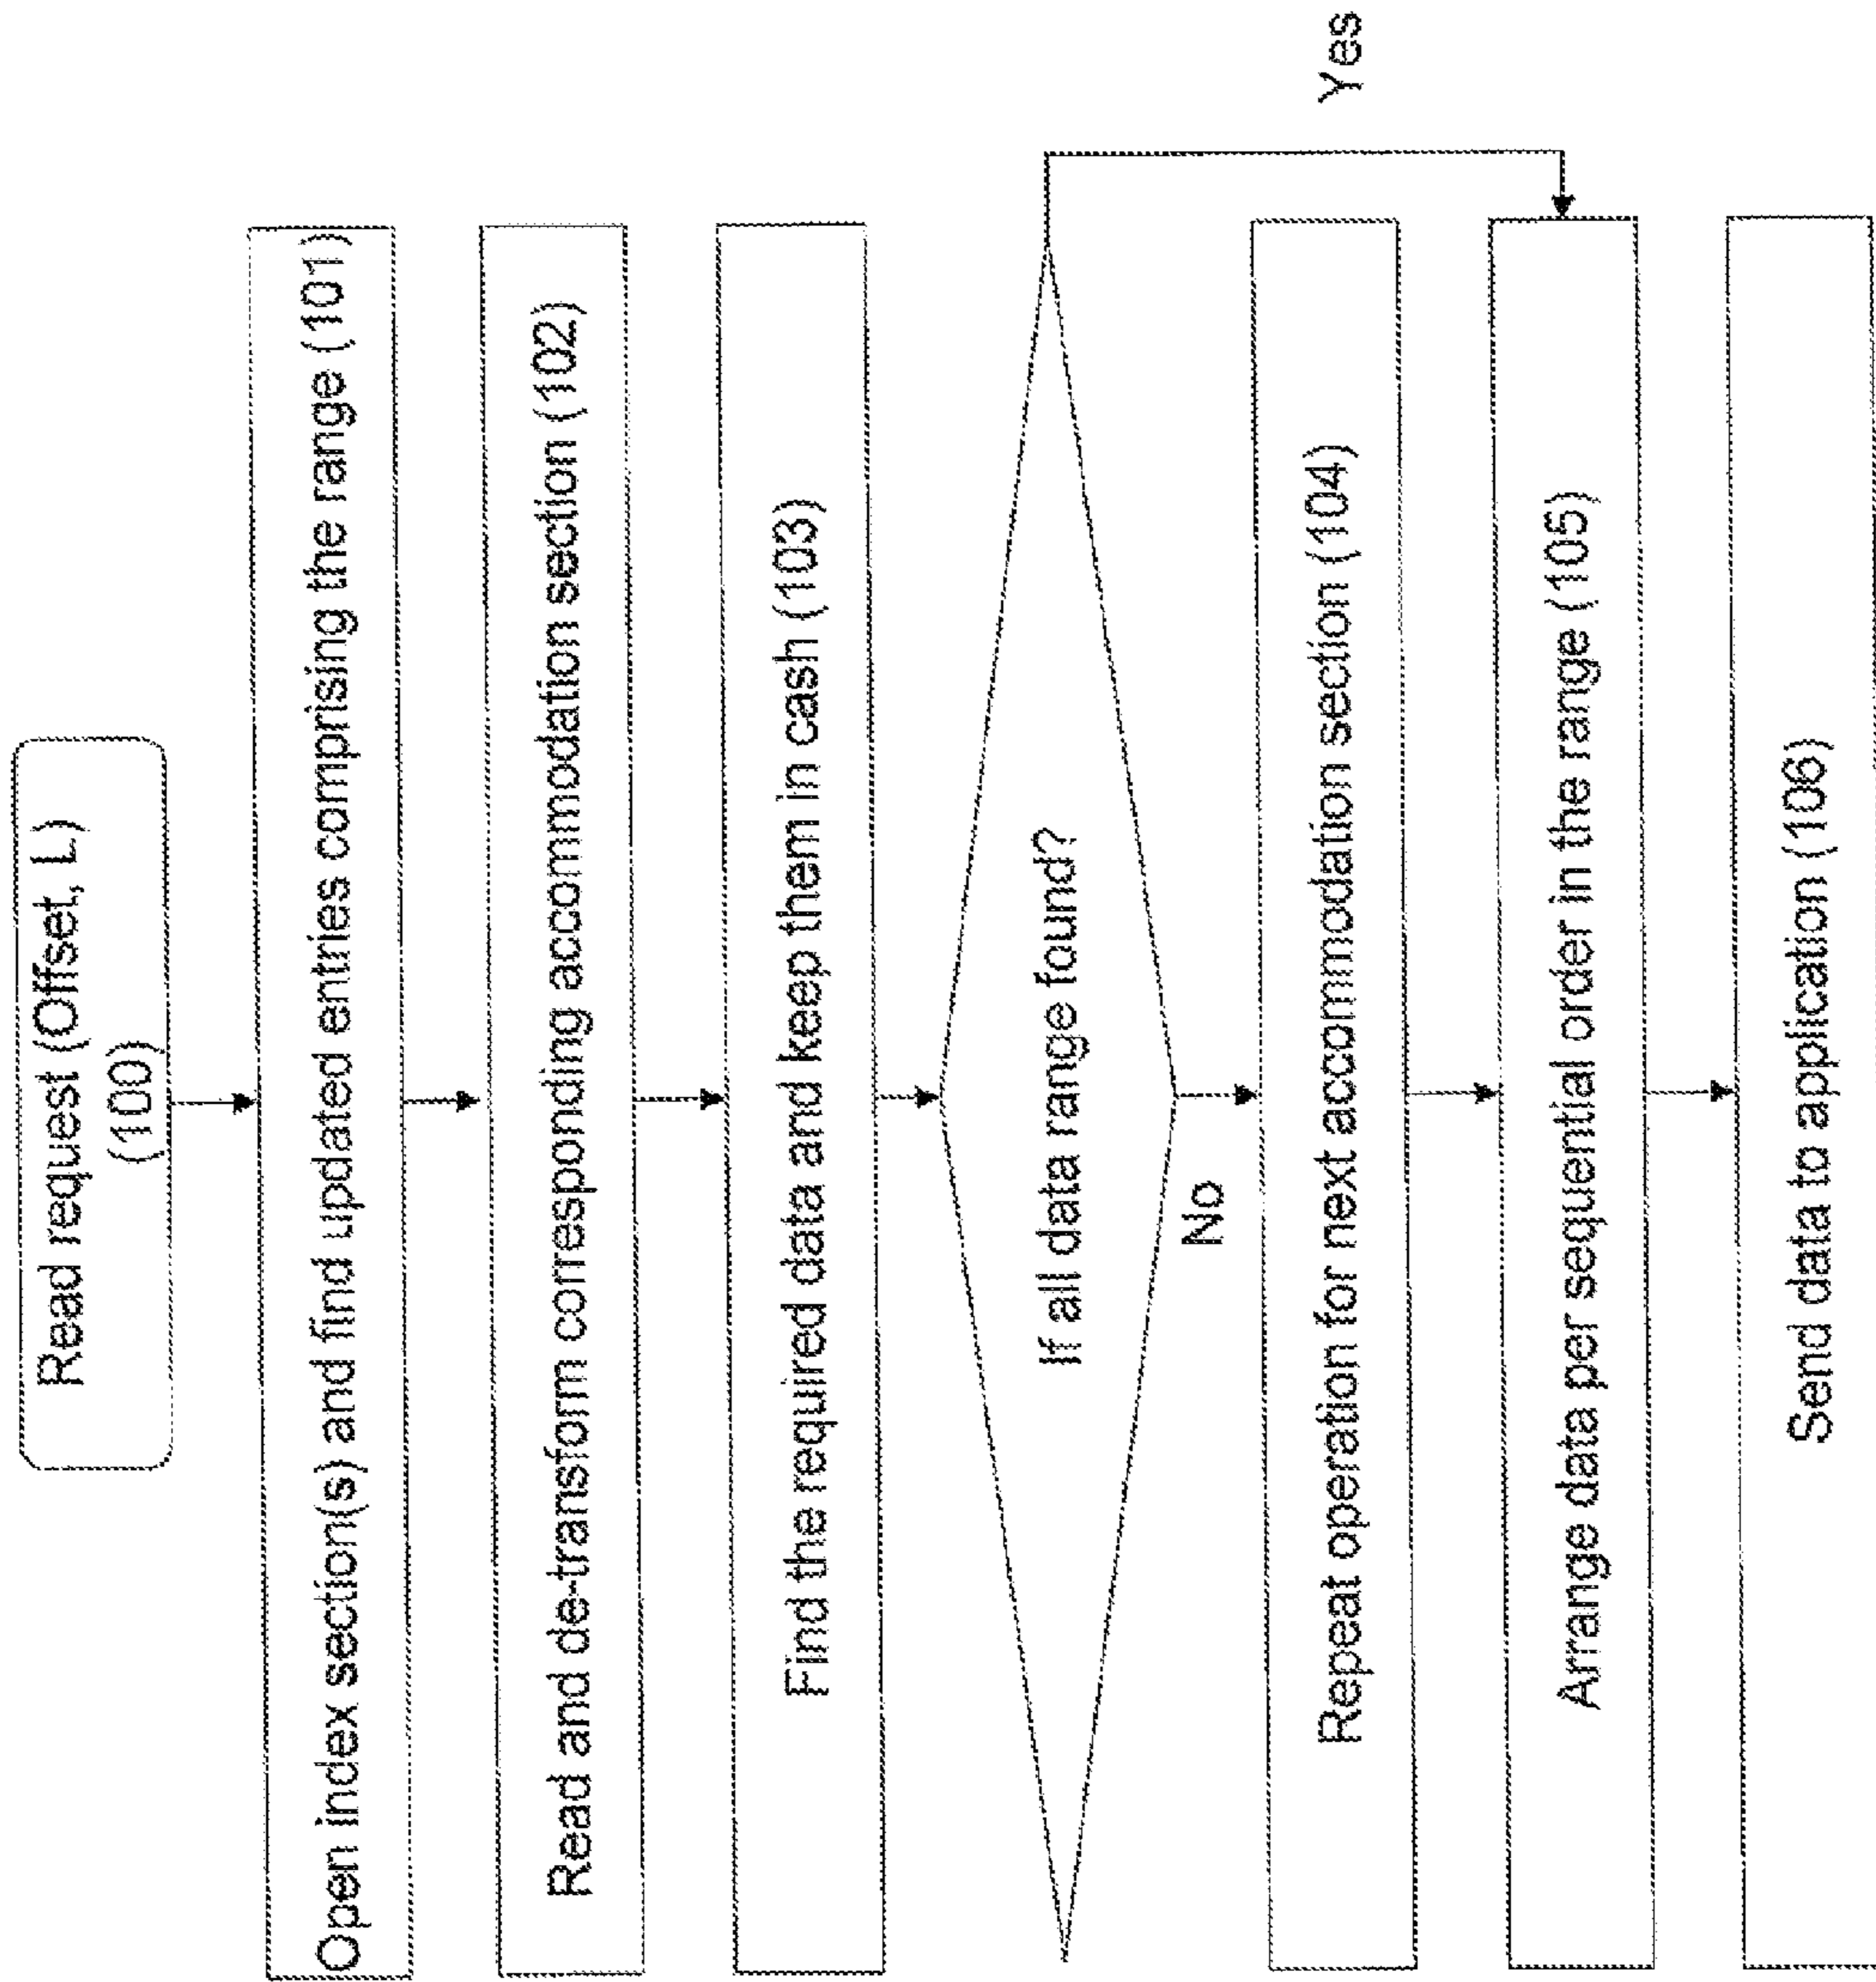 Read request (Offset, L)
(100)
Open index section(s) and find updated entries comprising the range (101)
Read and de-transform corresponding accommodation section (102)
Find the required data and keep them in cash (103)
If all data range found?
Yes
No
Repeat operation for next accommodation section (104)
Arrange data per sequential order in the range (105)
Send data to application (106)